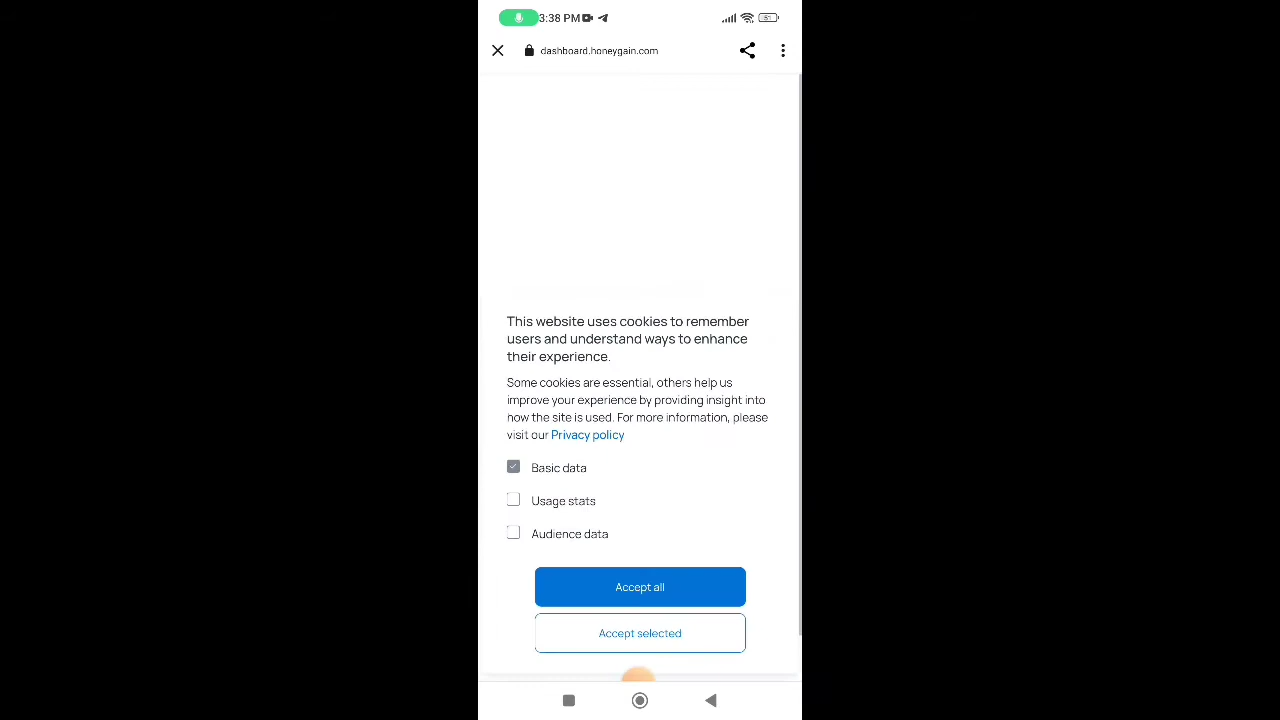 3:38 PM
51
dashboard.honeygain.com
This website uses cookies to remember
users and understand ways to enhance
their experience.
Some cookies are essential, others help us
improve your experience by providing insight into
how the site is used. For more information, please
visit our Privacy policy
Basic data
Usage stats
Audience data
Accept all
Accept selected